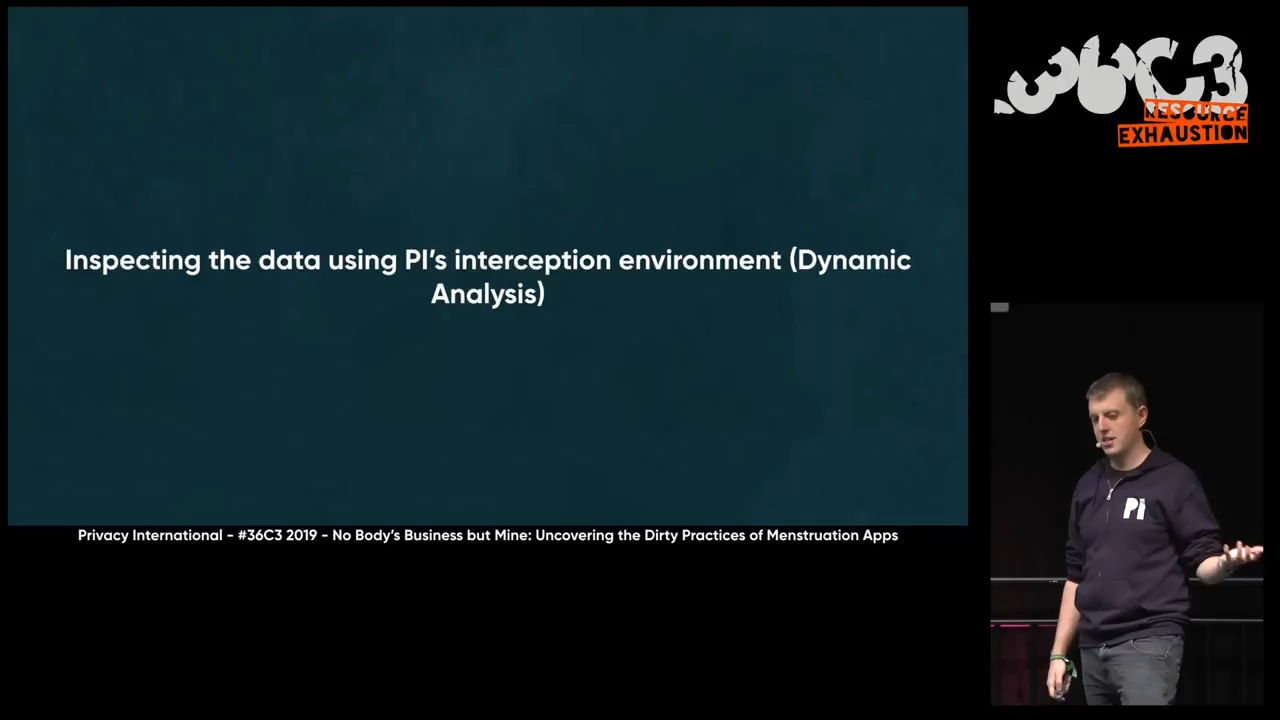 Inspecting the data using PI’s interception environment (Dynamic
Analysis)
Privacy International - #36C3 2019 - No Body’s Business but Mine: Uncovering the Dirty Practices of Menstruation Apps
36C3
RESOURCE
EXHAUSTION
PI